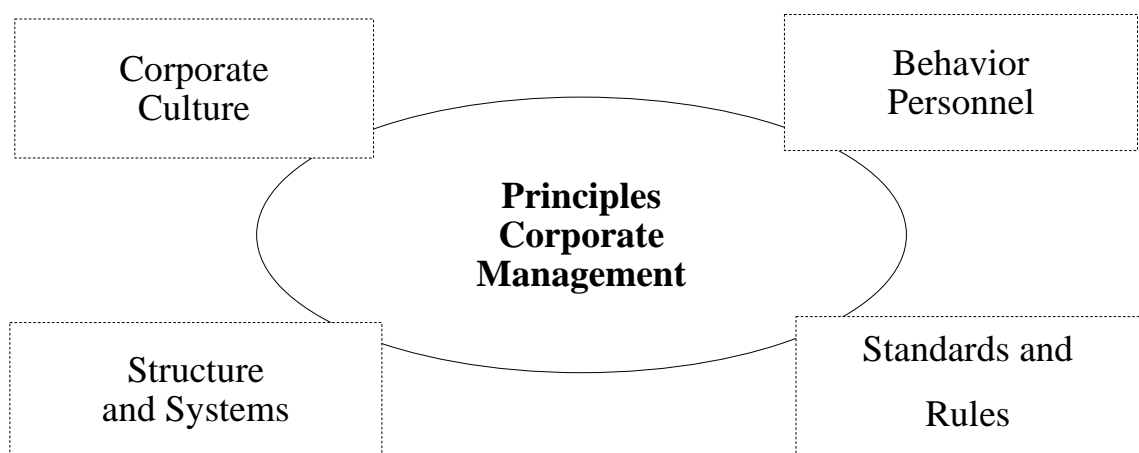 Corporate
Culture
Behavior
Personnel
Principles
Corporate
Management
Structure
and Systems
Standards and
Rules